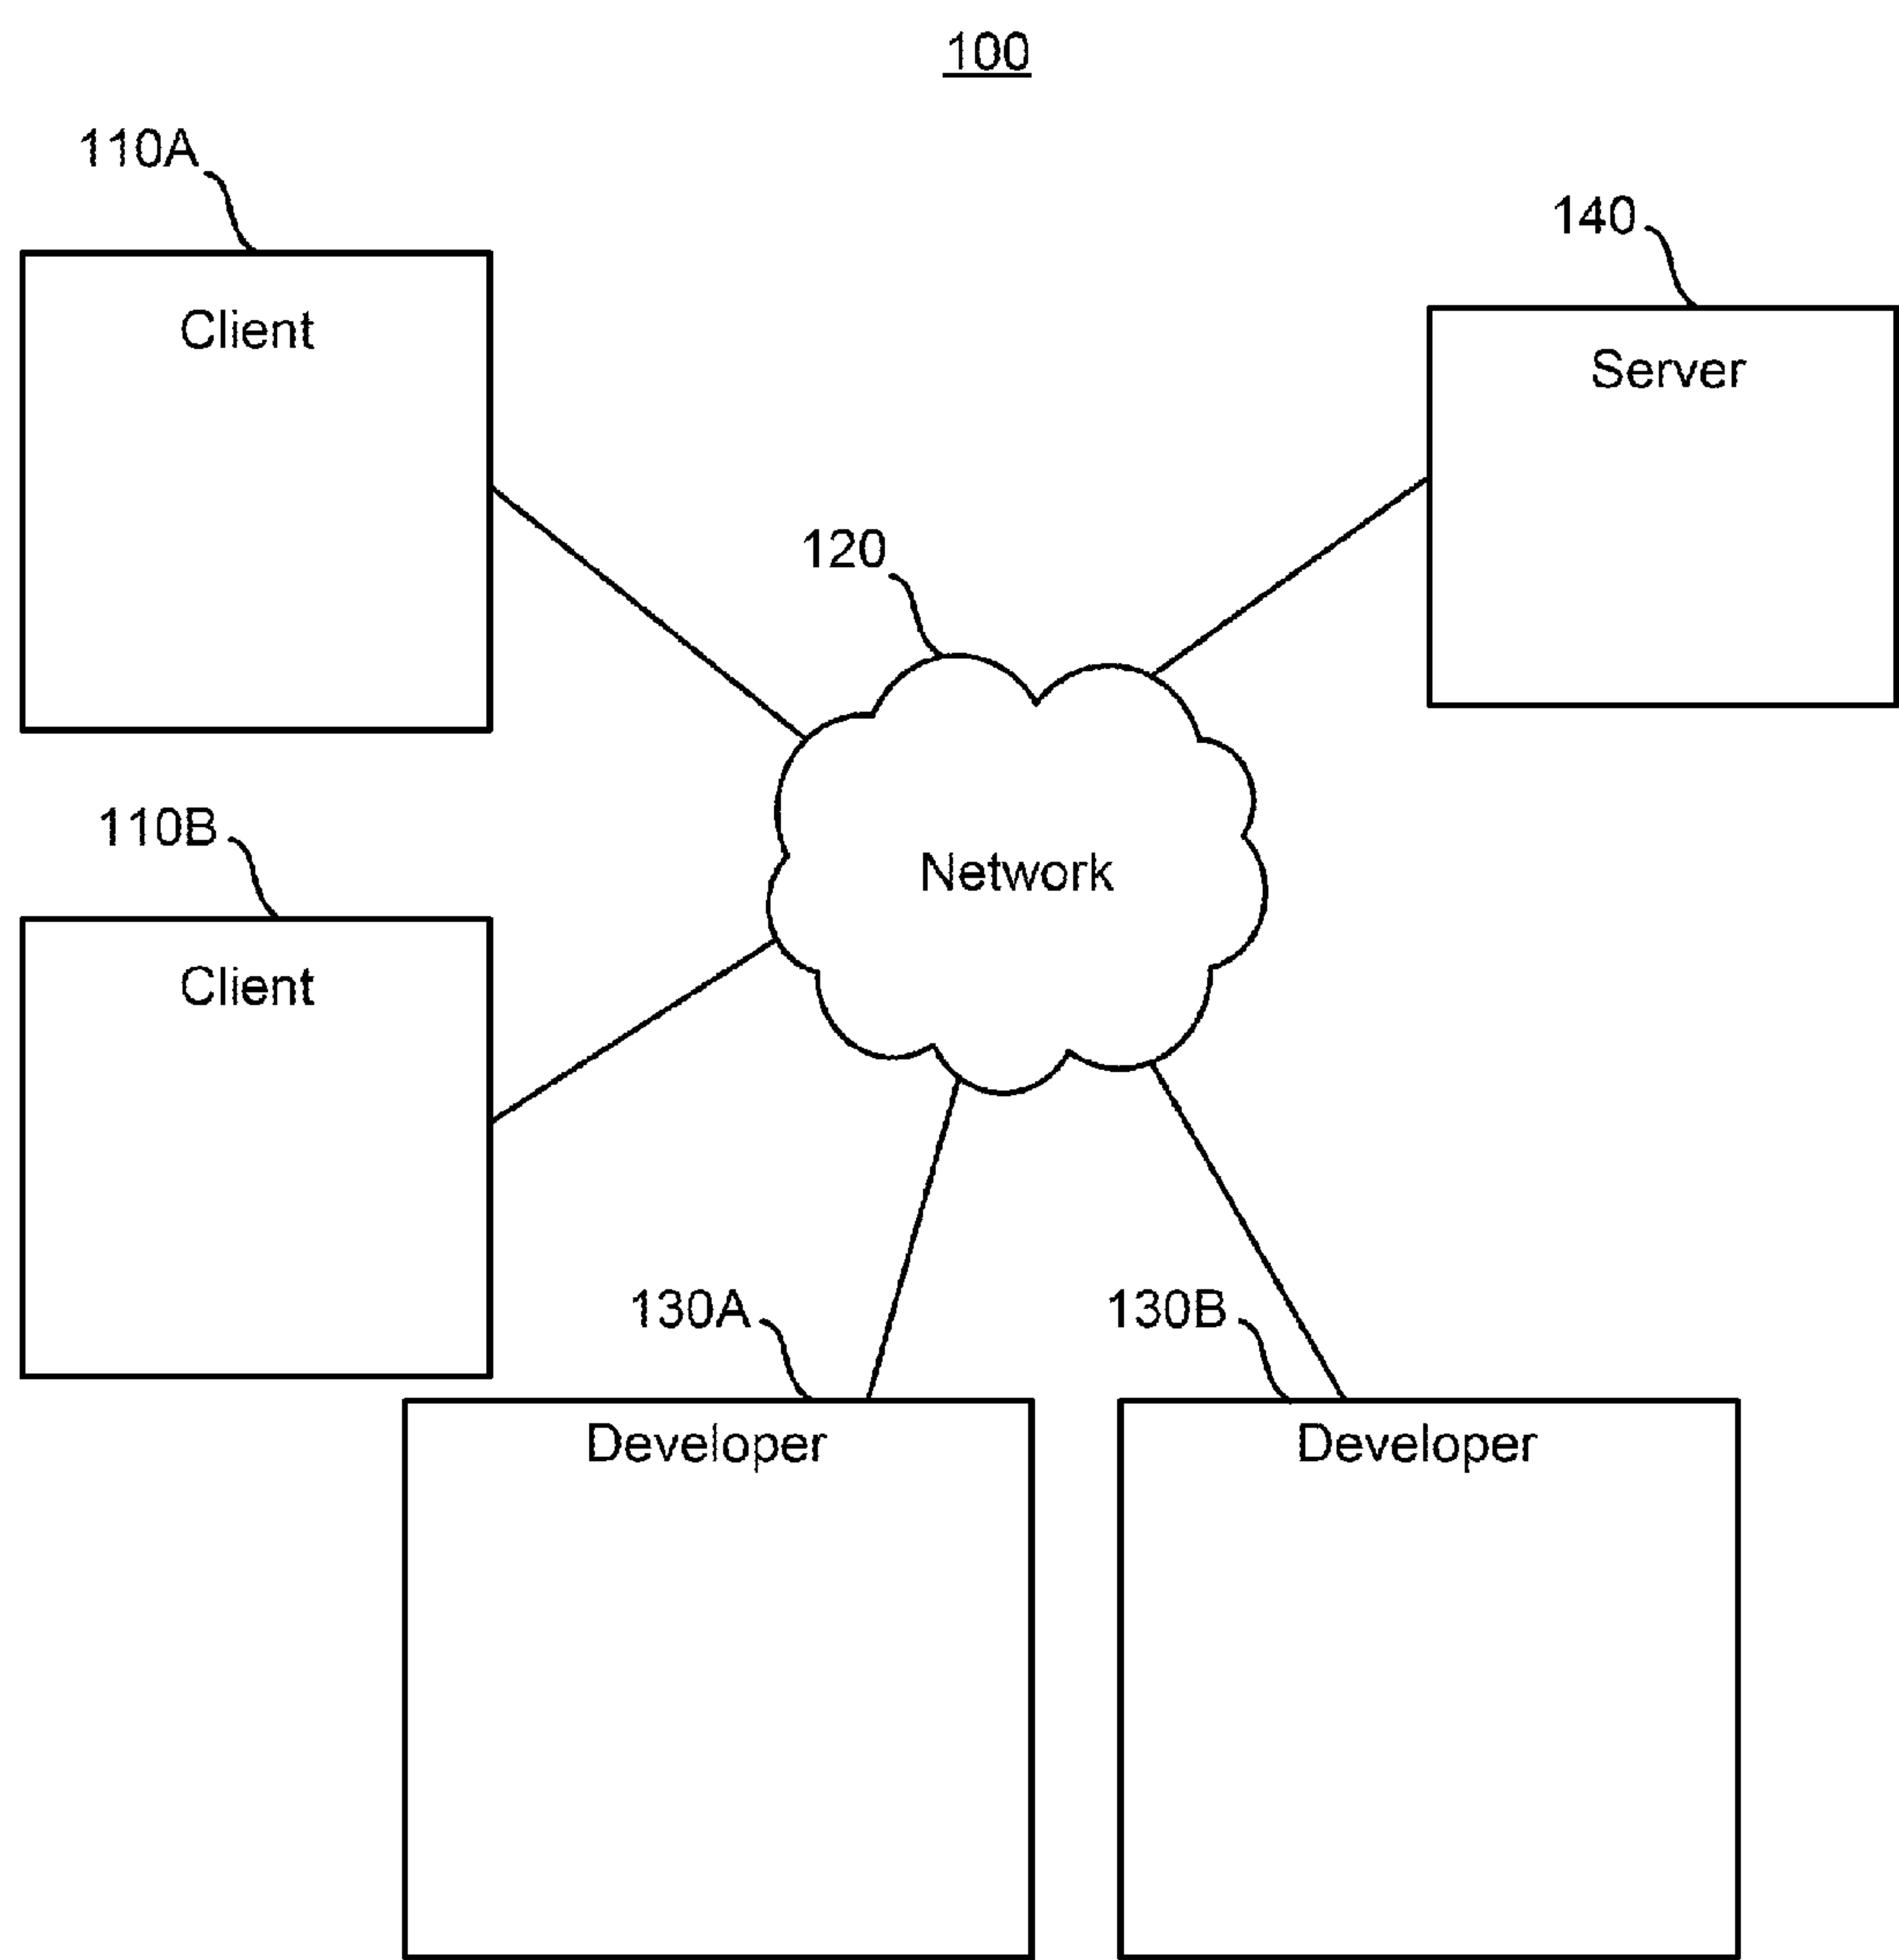 100
110A
Client
140
Server
120
Network
110B
Client
130A
Developer
130B
Developer